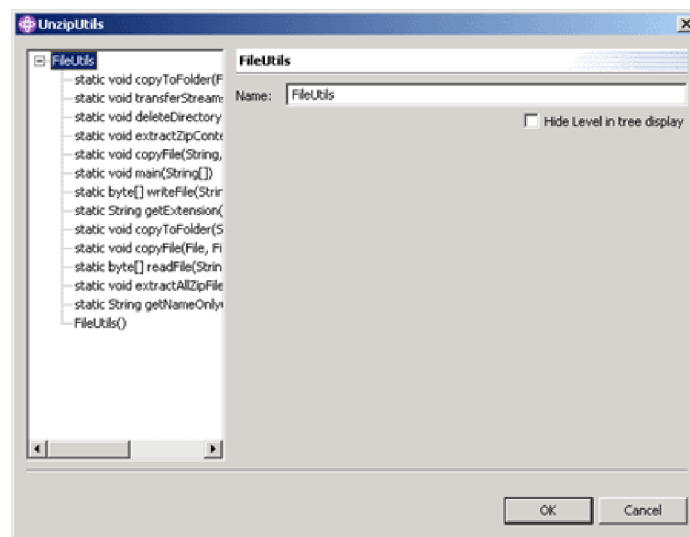 UnzipUtils
FileUtils
static void copyToFolder(F
static void transferStream
static void deleteDirectory
static void extractZipConte
static void copyFile(String,
static void main(String[])
static byte[] writeFile(Strin
static String getExtension(
static void copyToFolder(S
static void copyFile(File, Fi
static byte[] readFile(Strin
static void extractAllZipFile
static String getNameOnly(
FileUtils()
FileUtils
Name: FileUtils
Hide Level in tree display
OK Cancel